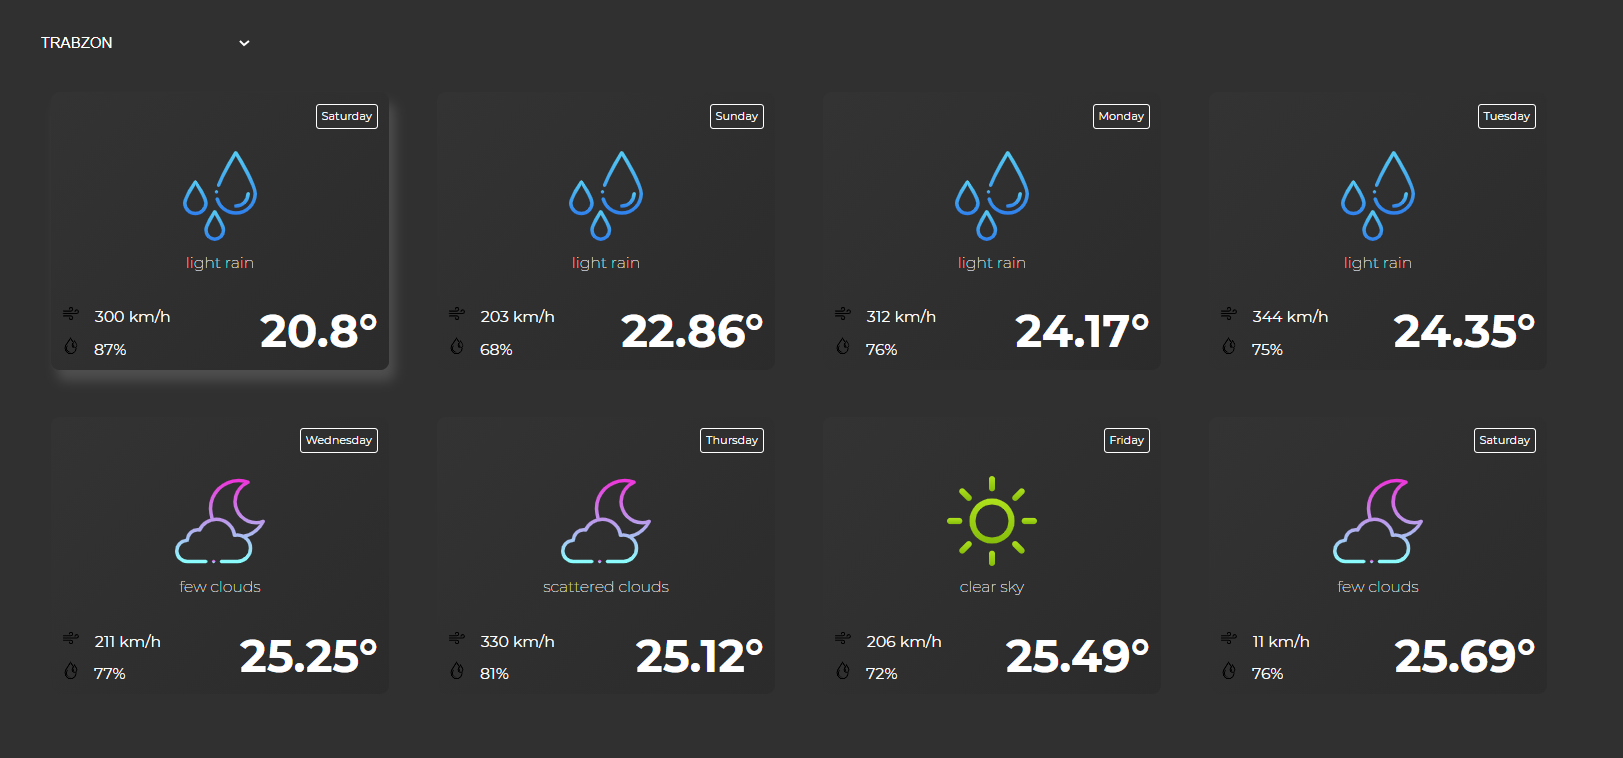 TRABZON
Saturday
light rain
300 km/h
87%
20.8°
Sunday
light rain
203 km/h
68%
22.86°
Monday
light rain
312 km/h
76%
24.17°
Tuesday
light rain
344 km/h
75%
24.35°
Wednesday
few clouds
211 km/h
77%
25.25°
Thursday
scattered clouds
330 km/h
81%
25.12°
Friday
clear sky
206 km/h
72%
25.49°
Saturday
few clouds
11 km/h
76%
25.69°